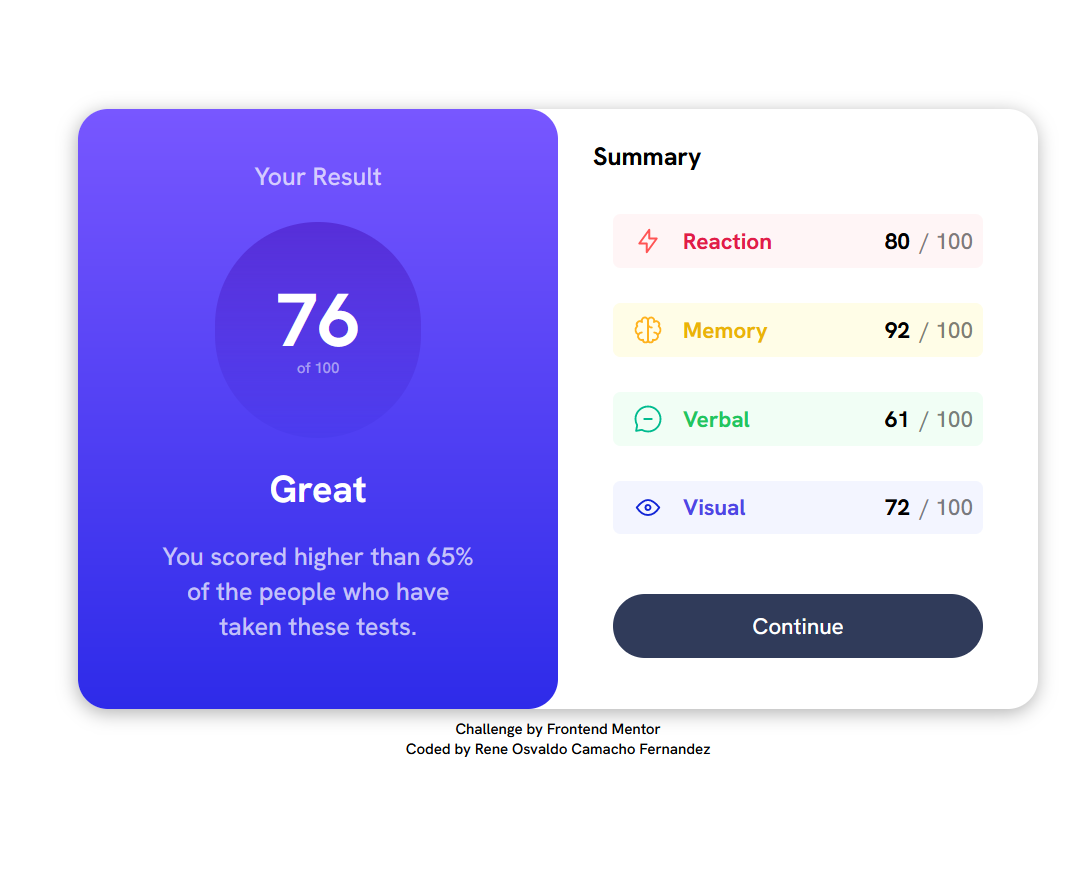 Your Result
76
of 100
Great
You scored higher than 65%
of the people who have
taken these tests.
Summary
Reaction 80 / 100
Memory 92 / 100
Verbal 61 / 100
Visual 72 / 100
Continue
Challenge by Frontend Mentor
Coded by Rene Osvaldo Camacho Fernandez